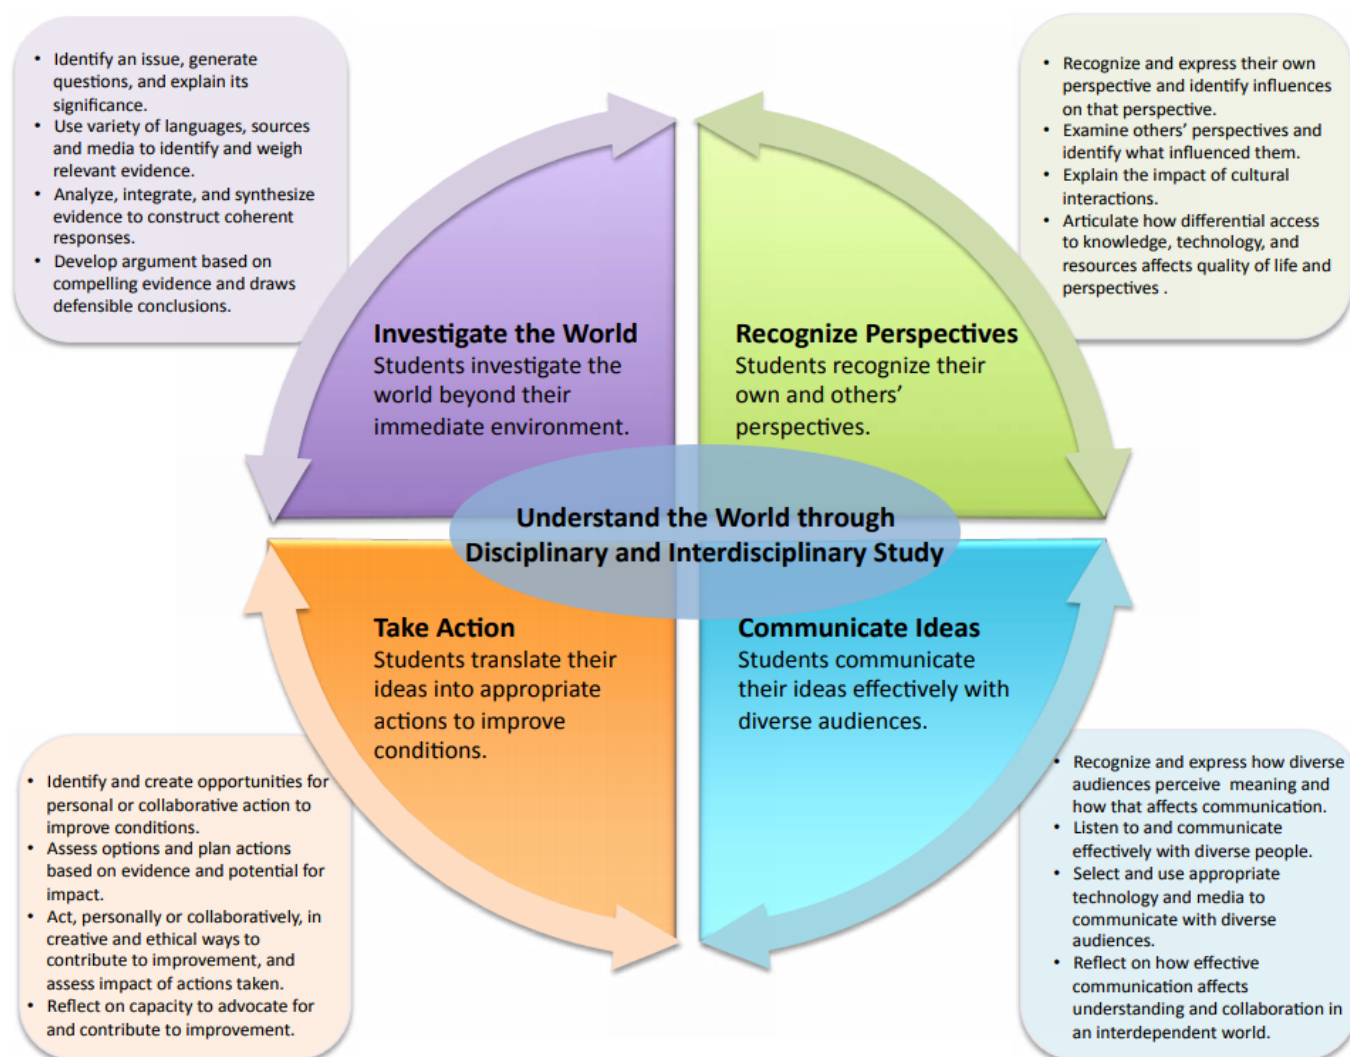 • Identify an issue, generate
questions, and explain its
significance.
• Use variety of languages, sources
and media to identify and weigh
relevant evidence.
• Analyze, integrate, and synthesize
evidence to construct coherent
responses.
• Develop argument based on
compelling evidence and draws
defensible conclusions.
• Recognize and express their own
perspective and identify influences
on that perspective.
• Examine others’ perspectives and
identify what influenced them.
• Explain the impact of cultural
interactions.
• Articulate how differential access
to knowledge, technology, and
resources affects quality of life and
perspectives .
Investigate the World
Students investigate the
world beyond their
immediate environment.
Recognize Perspectives
Students recognize their
own and others’
perspectives.
Understand the World through
Disciplinary and Interdisciplinary Study
Take Action
Students translate their
ideas into appropriate
actions to improve
conditions.
Communicate Ideas
Students communicate
their ideas effectively with
diverse audiences.
• Identify and create opportunities for
personal or collaborative action to
improve conditions.
• Assess options and plan actions
based on evidence and potential for
impact.
• Act, personally or collaboratively, in
creative and ethical ways to
contribute to improvement, and
assess impact of actions taken.
• Reflect on capacity to advocate for
and contribute to improvement.
• Recognize and express how diverse
audiences perceive meaning and
how that affects communication.
• Listen to and communicate
effectively with diverse people.
• Select and use appropriate
technology and media to
communicate with diverse
audiences.
• Reflect on how effective
communication affects
understanding and collaboration in
an interdependent world.